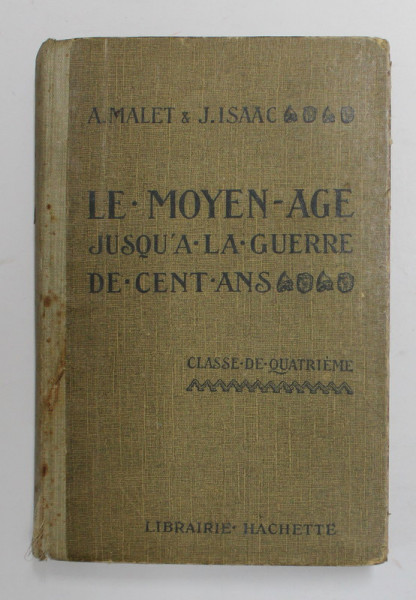 A. MALET & J. ISAAC
LE·MOYEN-AGE
JUSQU'A·LA·GUERRE
DE·CENT·ANS
CLASSE·DE·QUATRIÈME
LIBRAIRIE·HACHETTE